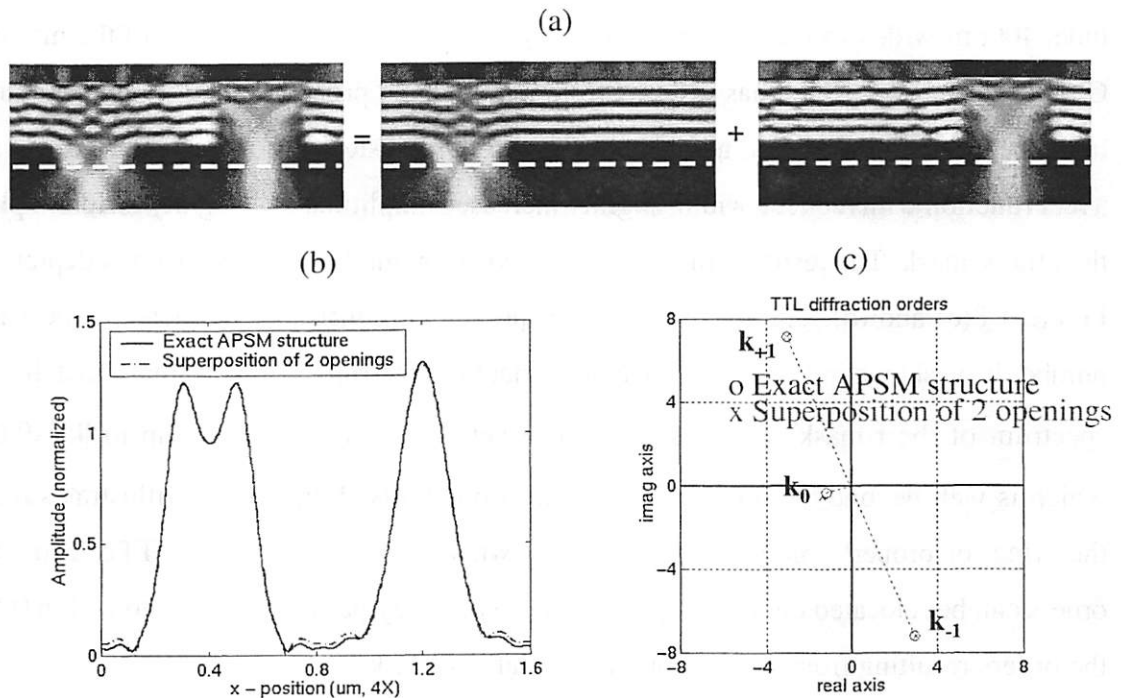 (a)
=
+
(b)
(c)
1.5
1
0.5
0
0
0.4
0.8
1.2
1.6
Amplitude (normalized)
x – position (um, 4X)
Exact APSM structure
Superposition of 2 openings
TTL diffraction orders
8
4
0
-4
-8
-8
-4
0
4
8
imag axis
real axis
k+1
k0
k-1
o Exact APSM structure
x Superposition of 2 openings